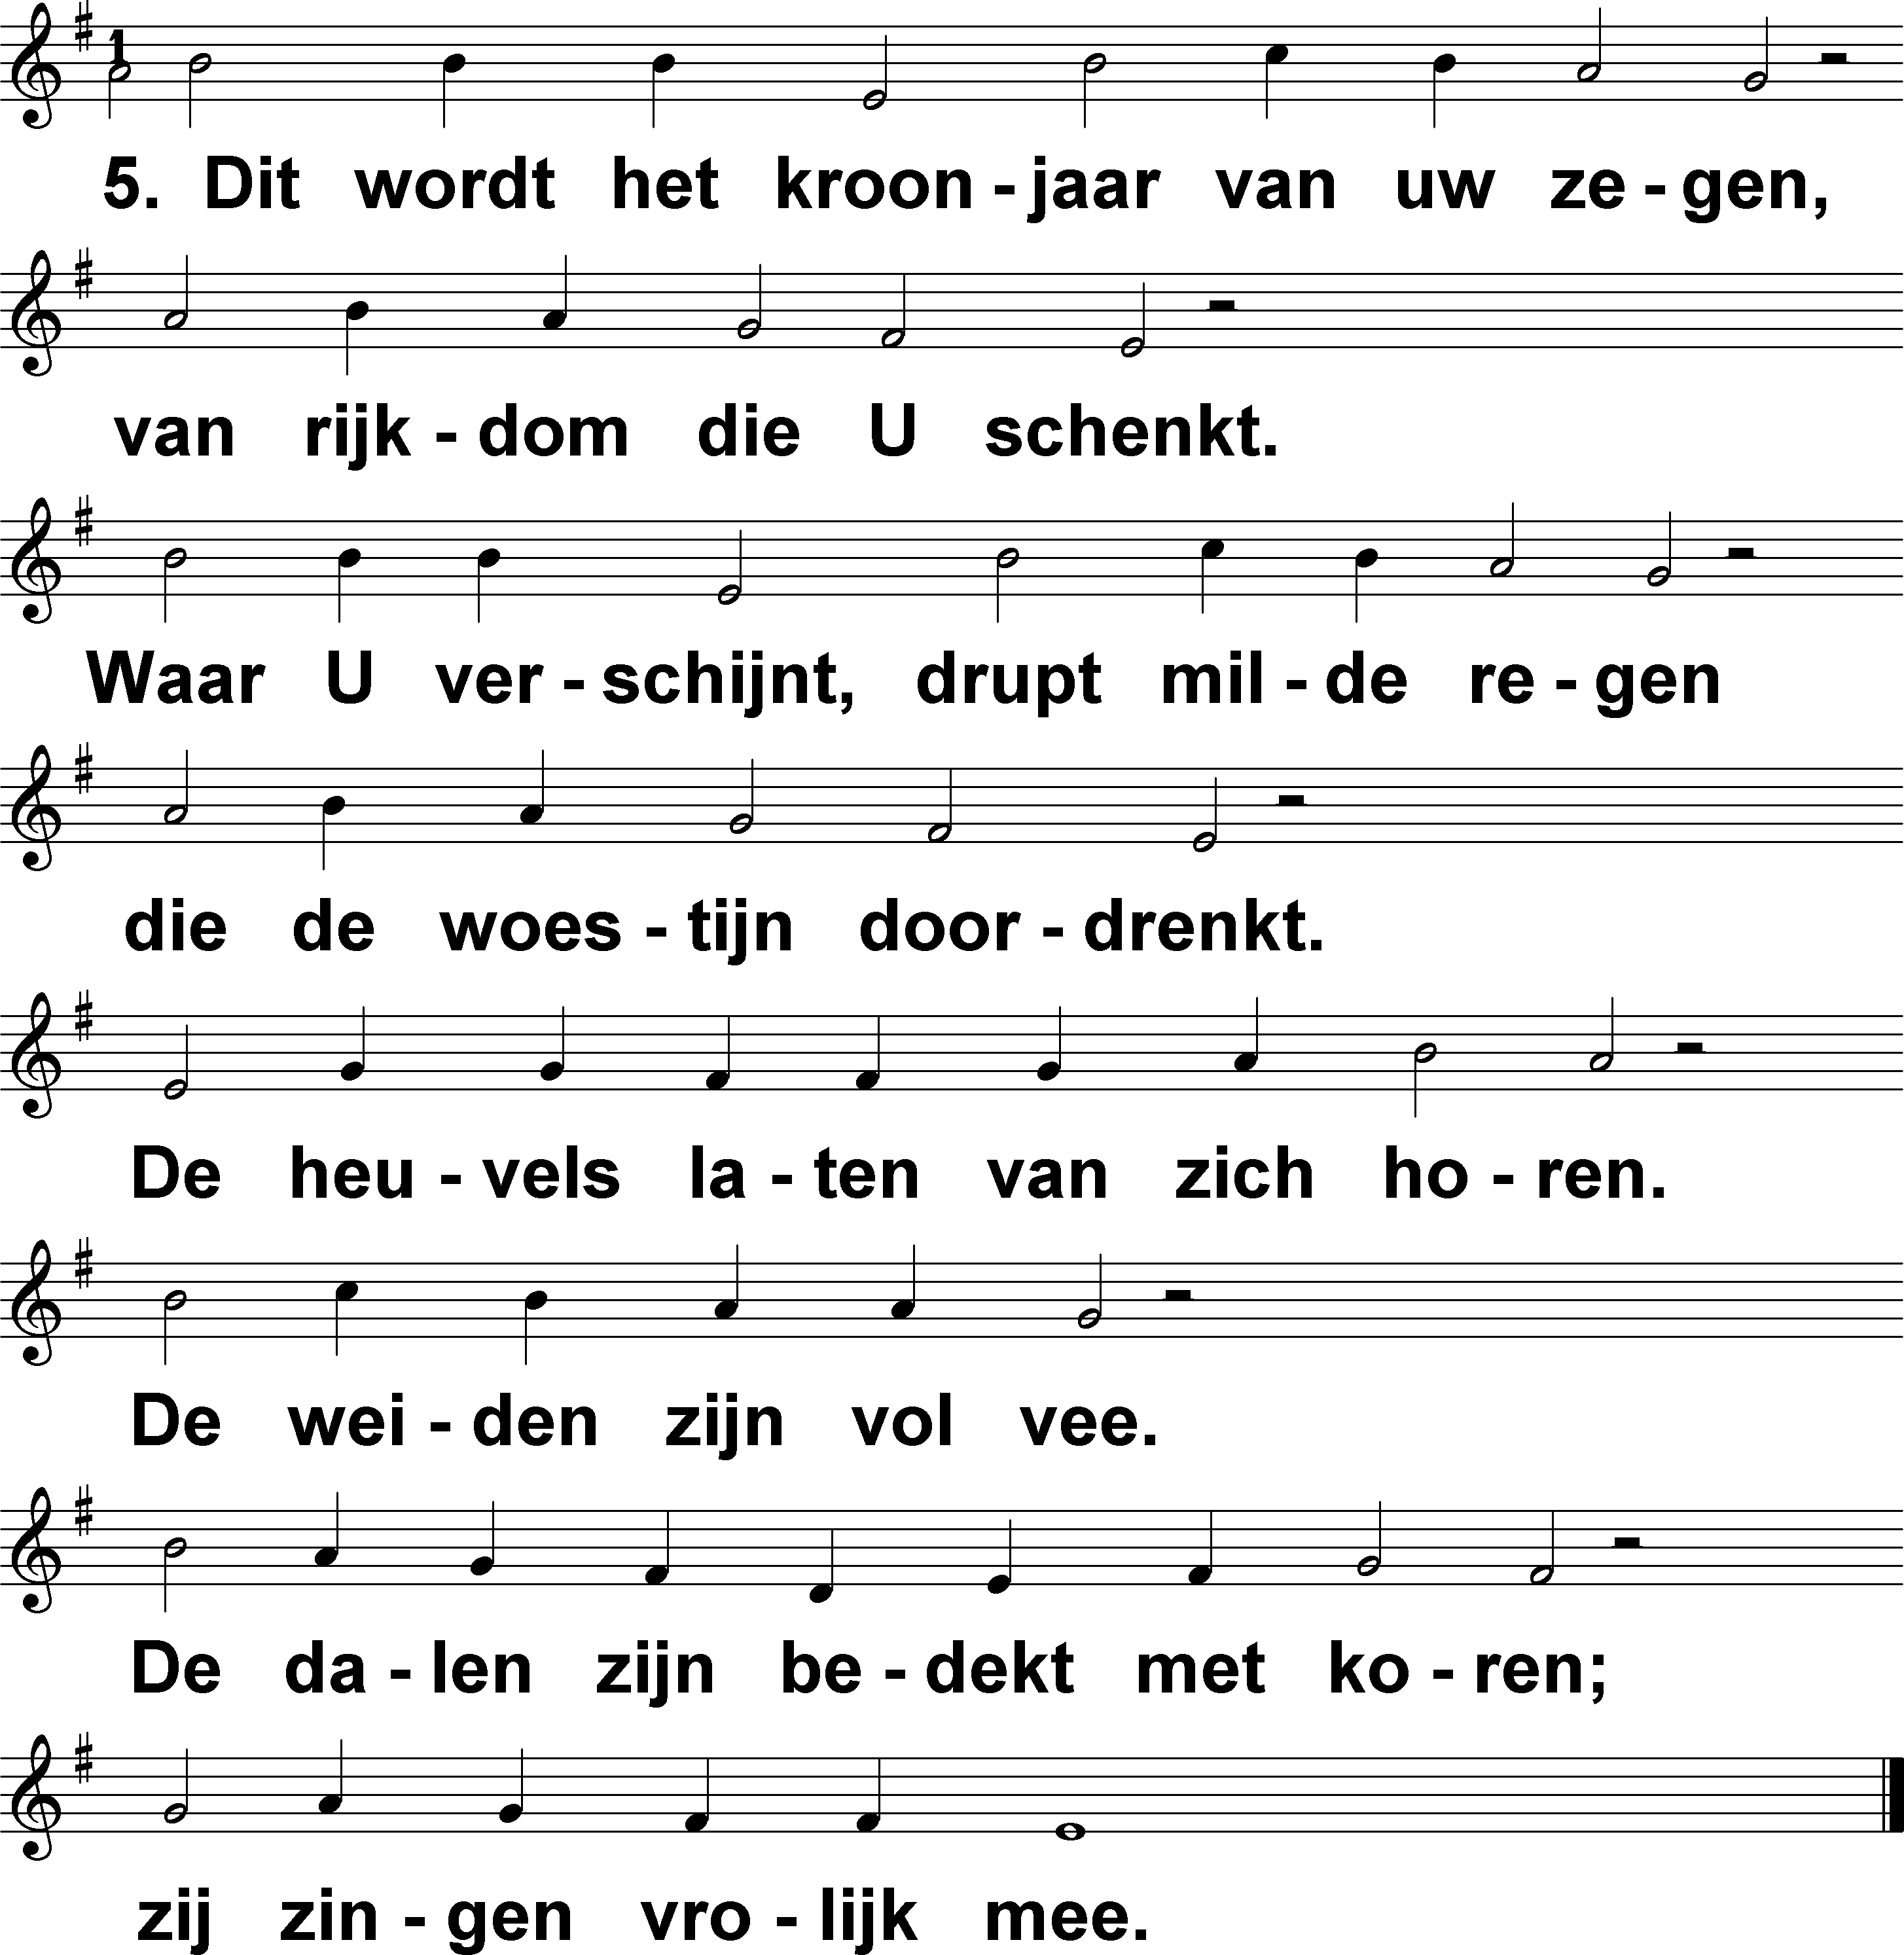 5. Dit wordt het kroon - jaar van uw ze - gen,
van rijk - dom die U schenkt.
Waar U ver - schijnt, drupt mil - de re - gen
die de woes - tijn door - drenkt.
De heu - vels la - ten van zich ho - ren.
De wei - den zijn vol vee.
De da - len zijn be - dekt met ko - ren;
zij zin - gen vro - lijk mee.